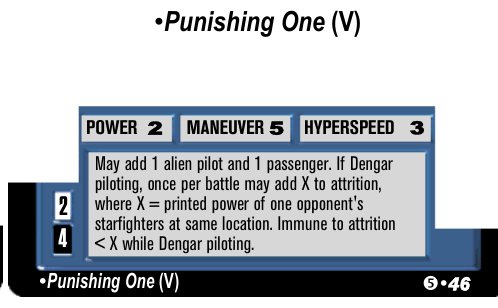 •Punishing One (V)
POWER 2 MANEUVER 5 HYPERSPEED 3
May add 1 alien pilot and 1 passenger. If Dengar
piloting, once per battle may add X to attrition,
where X = printed power of one opponent's
starfighters at same location. Immune to attrition
< X while Dengar piloting.
2
4
•Punishing One (V)
❺•46